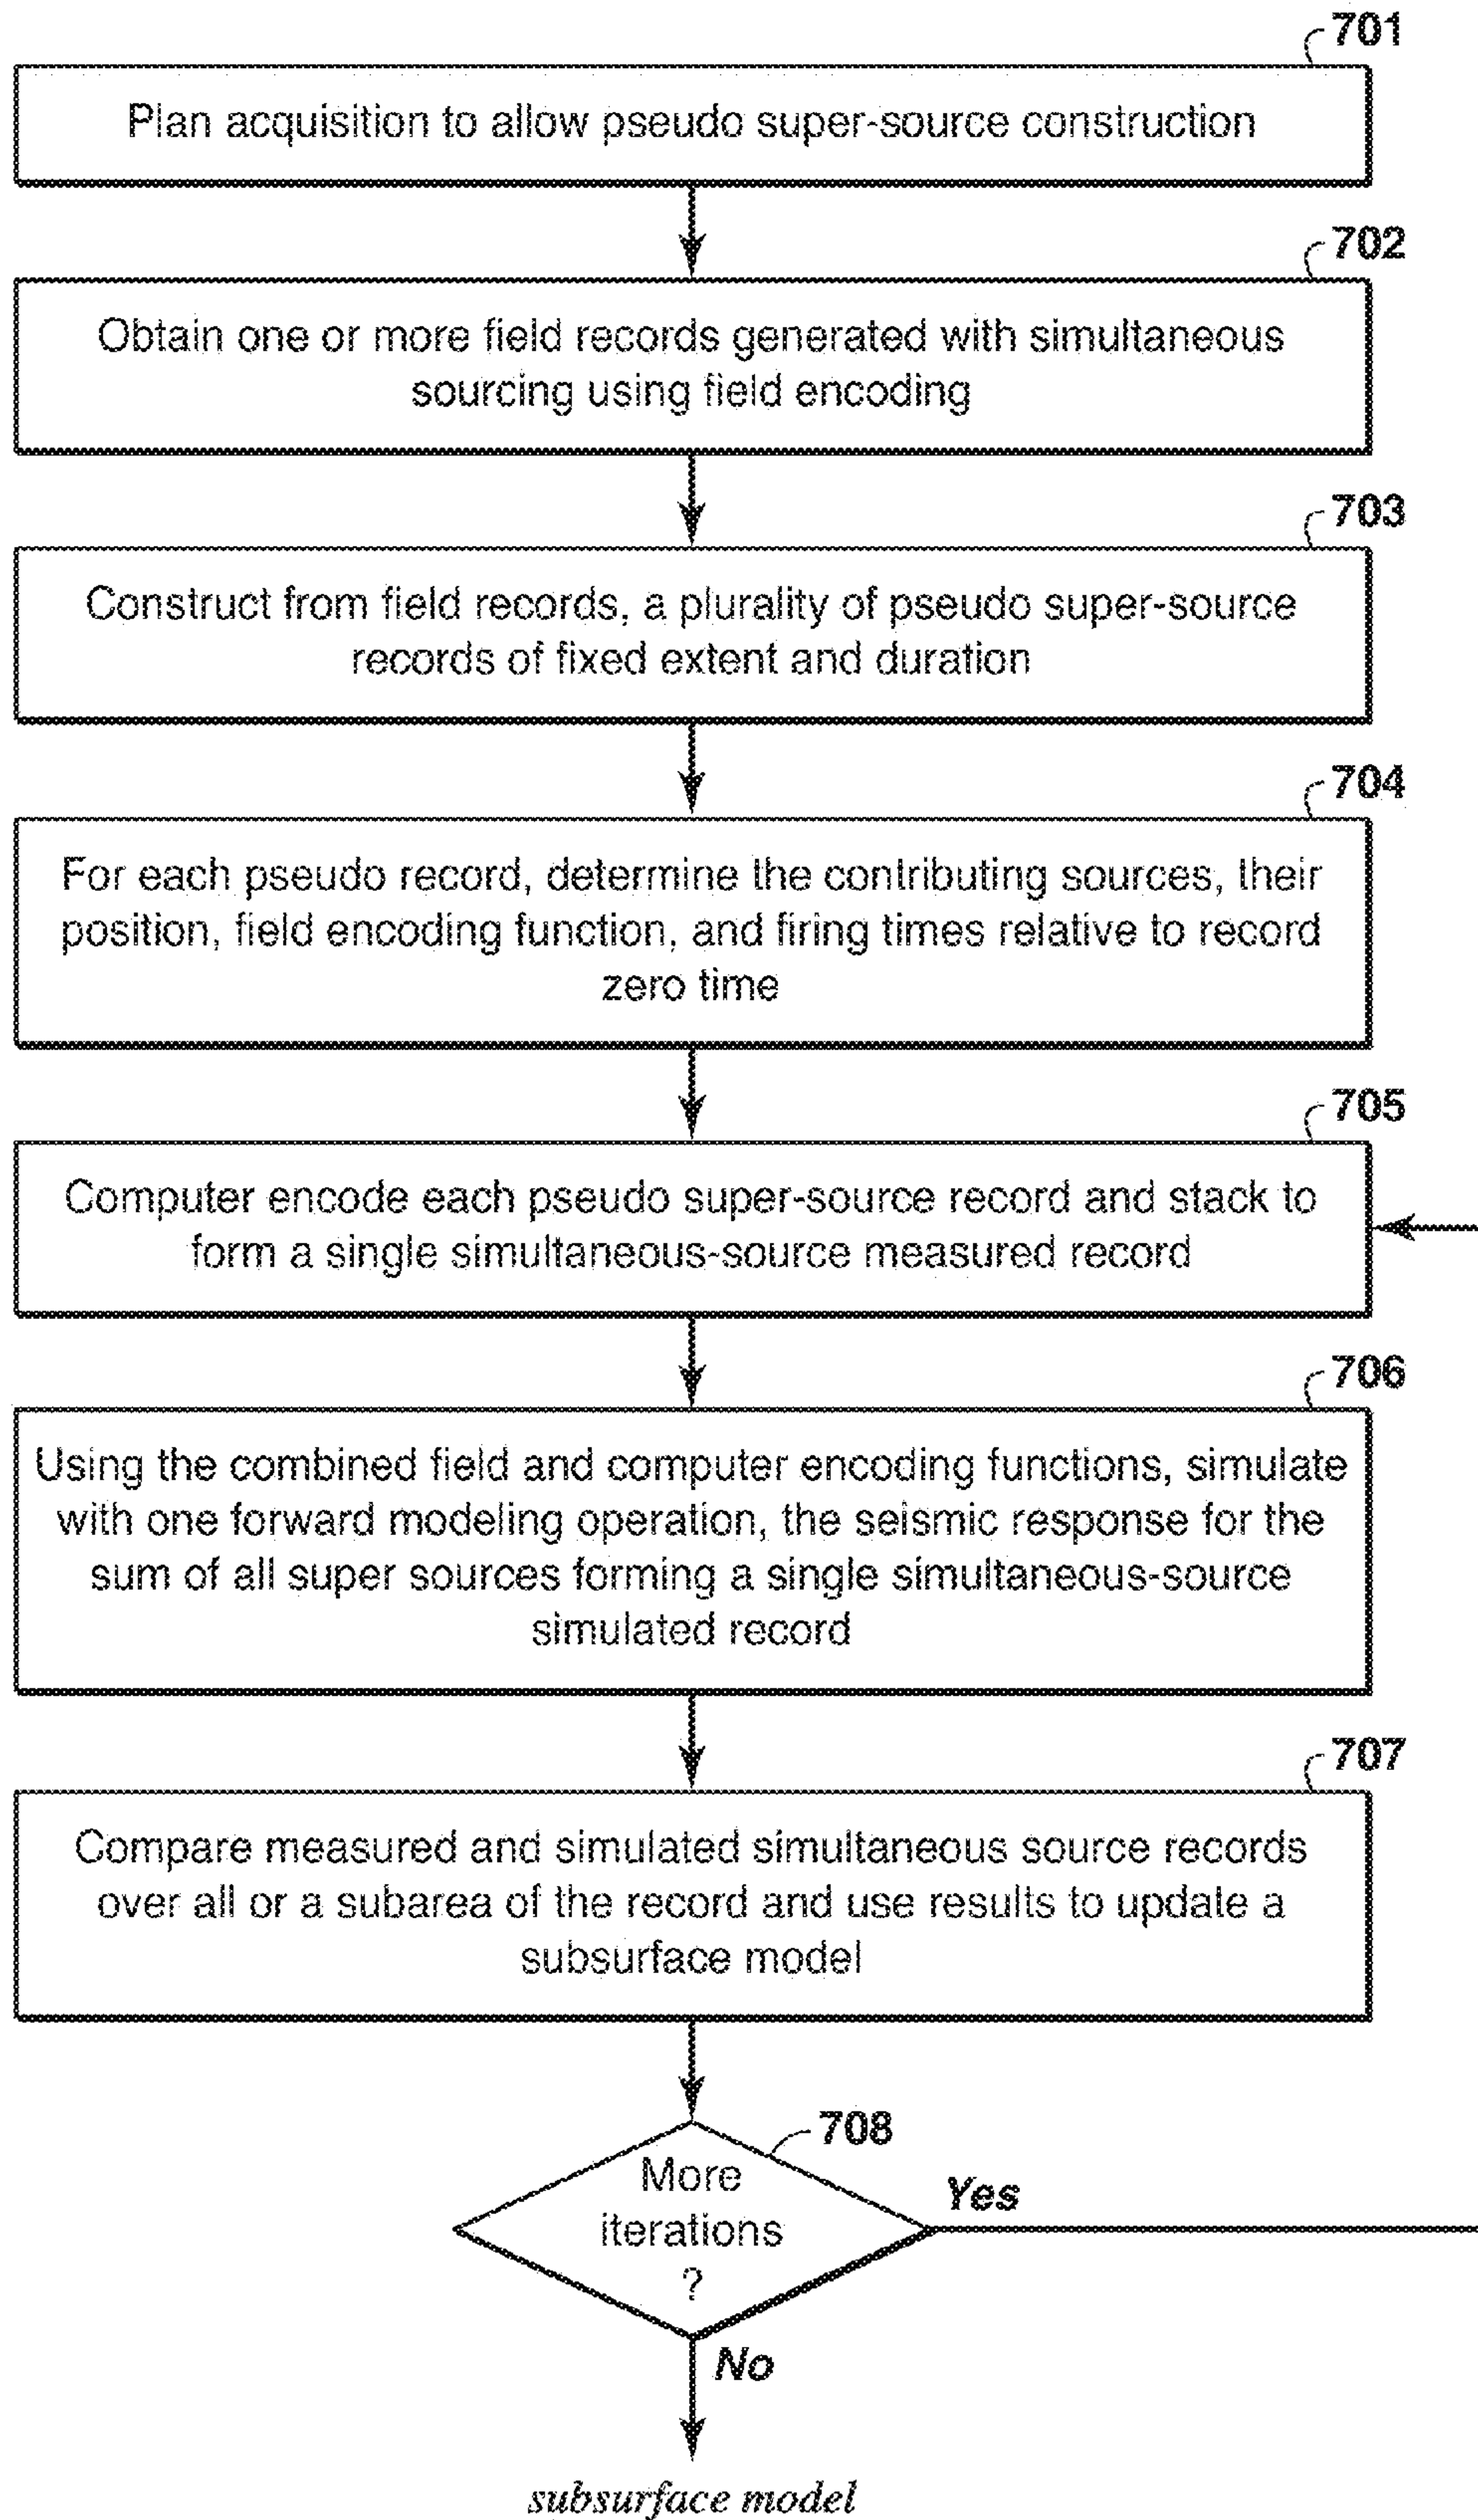 701
Plan acquisition to allow pseudo super-source construction
702
Obtain one or more field records generated with simultaneous
sourcing using field encoding
703
Construct from field records, a plurality of pseudo super-source
records of fixed extent and duration
704
For each pseudo record, determine the contributing sources, their
position, field encoding function, and firing times relative to record
zero time
705
Computer encode each pseudo super-source record and stack to
form a single simultaneous-source measured record
706
Using the combined field and computer encoding functions, simulate
with one forward modeling operation, the seismic response for the
sum of all super sources forming a single simultaneous-source
simulated record
707
Compare measured and simulated simultaneous source records
over all or a subarea of the record and use results to update a
subsurface model
708
More
iterations
?
Yes
No
subsurface model